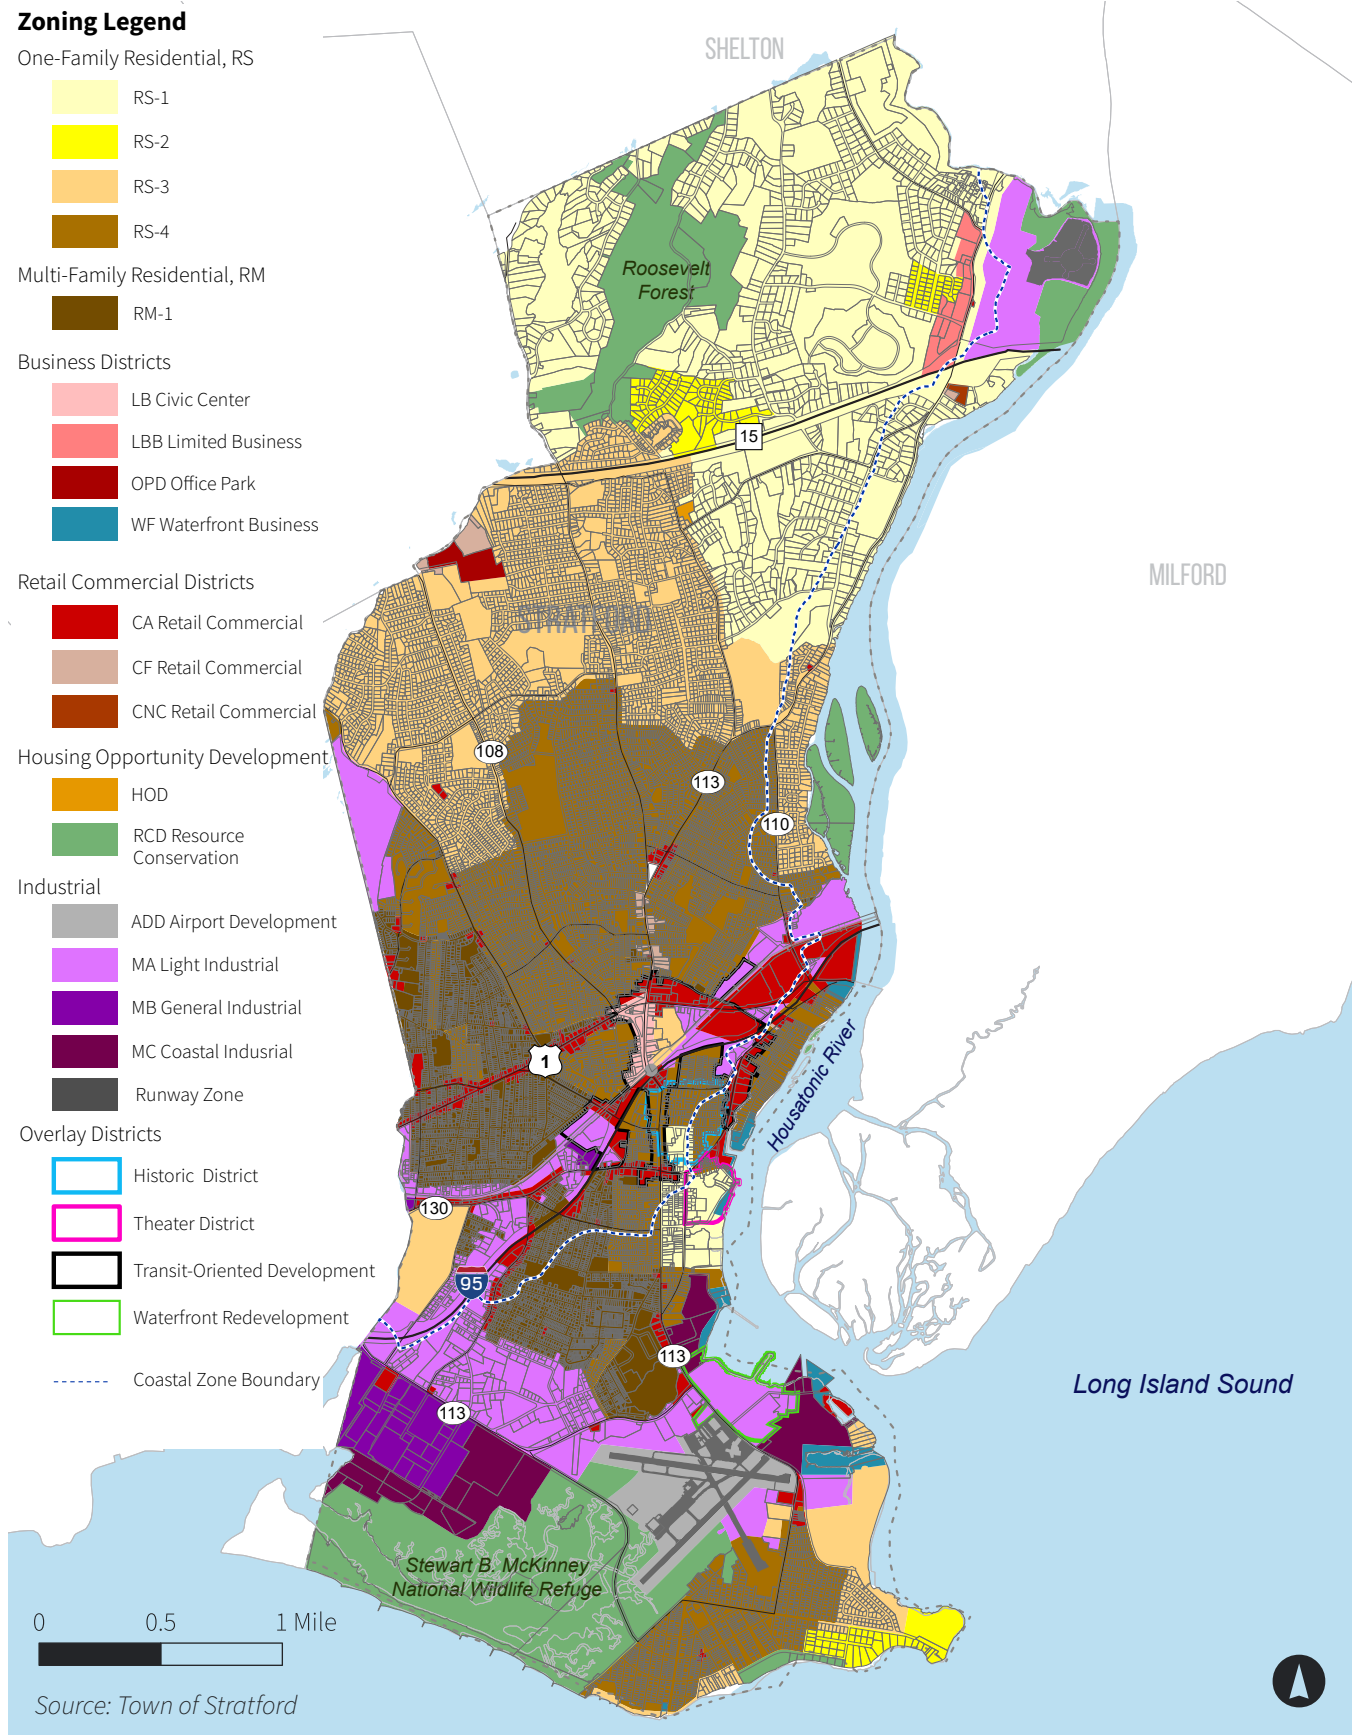 Zoning Legend
One-Family Residential, RS
RS-1
RS-2
RS-3
RS-4
Multi-Family Residential, RM
RM-1
Business Districts
LB Civic Center
LBB Limited Business
OPD Office Park
WF Waterfront Business
Retail Commercial Districts
CA Retail Commercial
CF Retail Commercial
CNC Retail Commercial
Housing Opportunity Development
HOD
RCD Resource
Conservation
Industrial
ADD Airport Development
MA Light Industrial
MB General Industrial
MC Coastal Indusrial
Runway Zone
Overlay Districts
Historic District
Theater District
Transit-Oriented Development
Waterfront Redevelopment
Coastal Zone Boundary
0 0.5 1 Mile
Source: Town of Stratford
SHELTON
Roosevelt
Forest
15
STRATFORD
MILFORD
108
113
110
1
Housatonic River
130
95
113
113
Long Island Sound
Stewart B. McKinney
National Wildlife Refuge